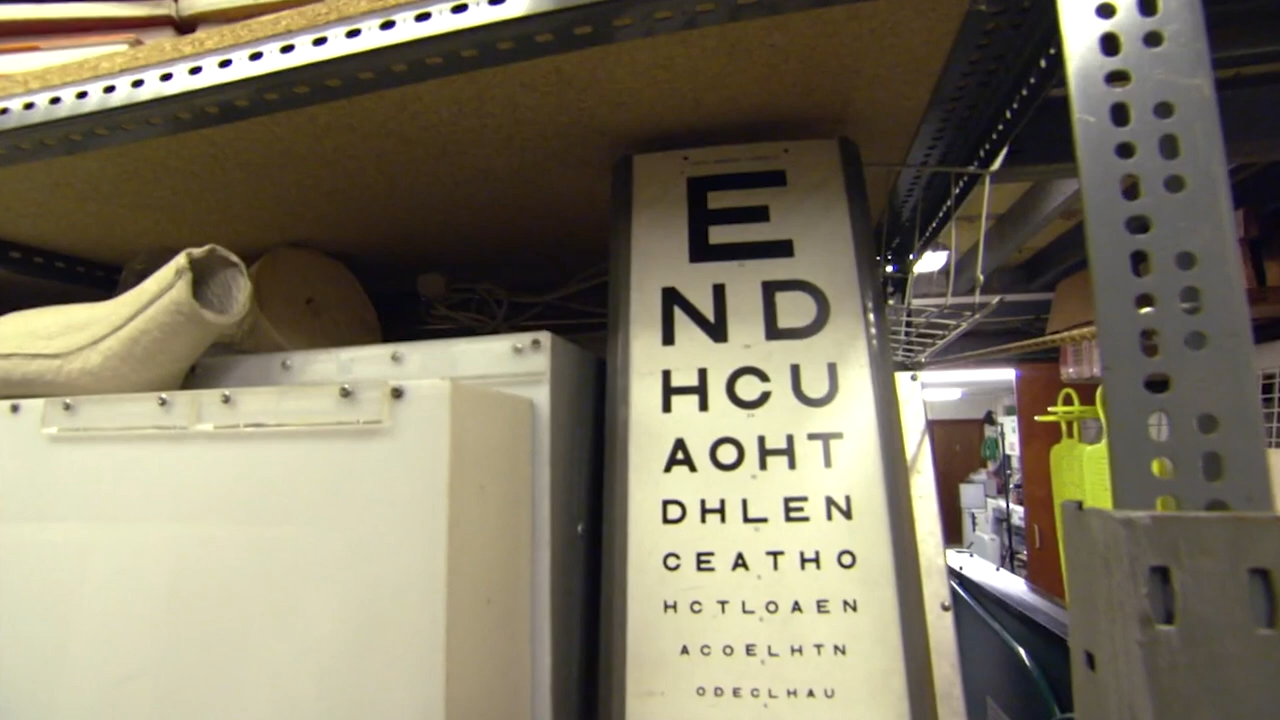 E
N D
H C U
A O H T
D H L E N
C E A T H O
H C T L O A E N
A C O E L H T N
O D E C L H A U